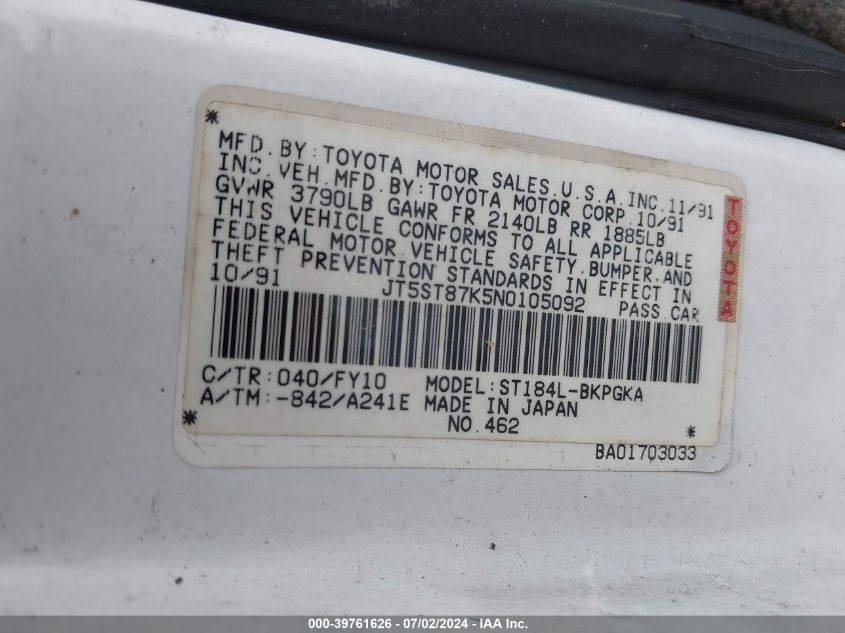 MFD. BY: TOYOTA MOTOR SALES. U.S.A. INC. 11/91
INC. VEH. MFD. BY: TOYOTA MOTOR CORP. 10/91
GVWR 3790LB GAWR FR 2140LB RR 1885LB
THIS VEHICLE CONFORMS TO ALL APPLICABLE
FEDERAL MOTOR VEHICLE SAFETY. BUMPER. AND
THEFT PREVENTION STANDARDS IN EFFECT IN
10/91 JT5ST87K5N0105092 PASS. CAR
TOYOTA
C/TR: 040/FY10 MODEL: ST184L-BKPGKA
A/TM: -842/A241E MADE IN JAPAN
NO. 462
BA01703033
000-39761626 - 07/02/2024 - IAA Inc.